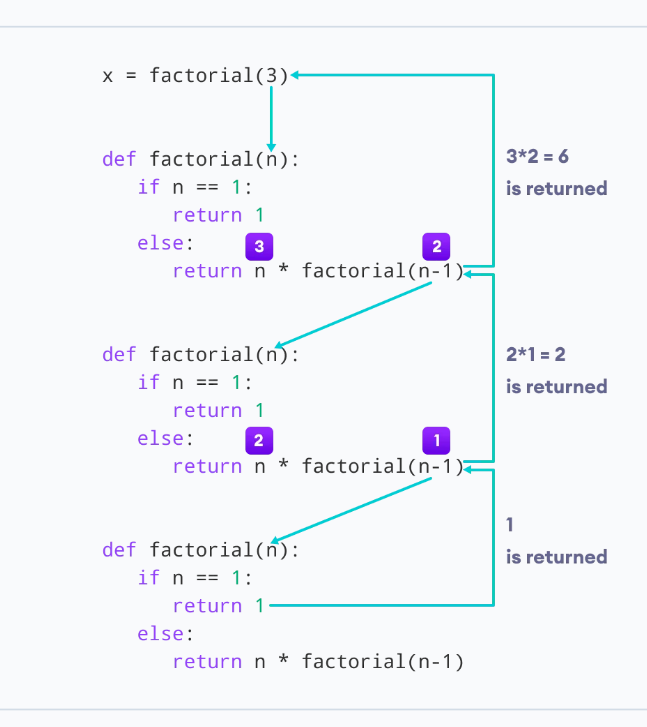 x = factorial(3)
def factorial(n):
3*2 = 6
if n == 1:
is returned
return 1
else:
3
2
return n * factorial(n-1)
def factorial(n):
2*1 = 2
if n == 1:
is returned
return 1
else:
2
1
return n * factorial(n-1)
1
def factorial(n):
is returned
if n == 1:
return 1
else:
return n * factorial(n-1)